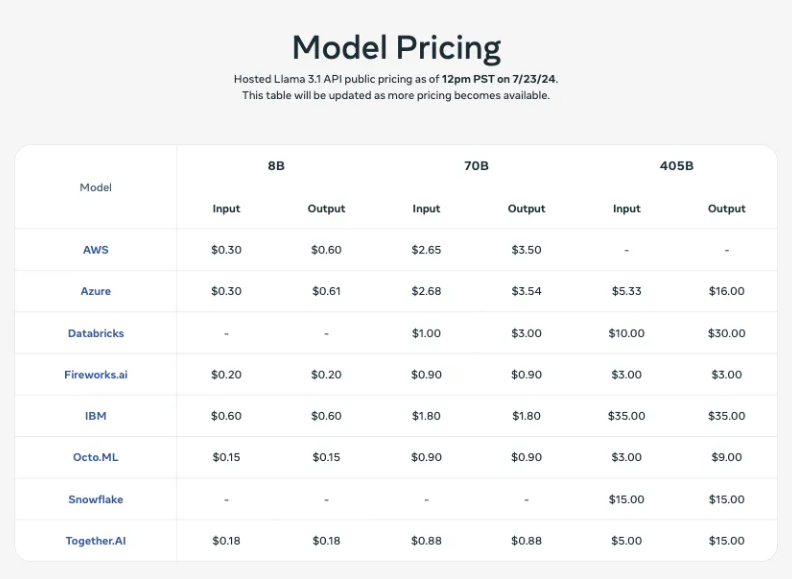 Model Pricing
Hosted Llama 3.1 API public pricing as of 12pm PST on 7/23/24.
This table will be updated as more pricing becomes available.
Model 8B 70B 405B
Input Output Input Output Input Output
AWS $0.30 $0.60 $2.65 $3.50 - -
Azure $0.30 $0.61 $2.68 $3.54 $5.33 $16.00
Databricks - - $1.00 $3.00 $10.00 $30.00
Fireworks.ai $0.20 $0.20 $0.90 $0.90 $3.00 $3.00
IBM $0.60 $0.60 $1.80 $1.80 $35.00 $35.00
Octo.ML $0.15 $0.15 $0.90 $0.90 $3.00 $9.00
Snowflake - - - - $15.00 $15.00
Together.AI $0.18 $0.18 $0.88 $0.88 $5.00 $15.00